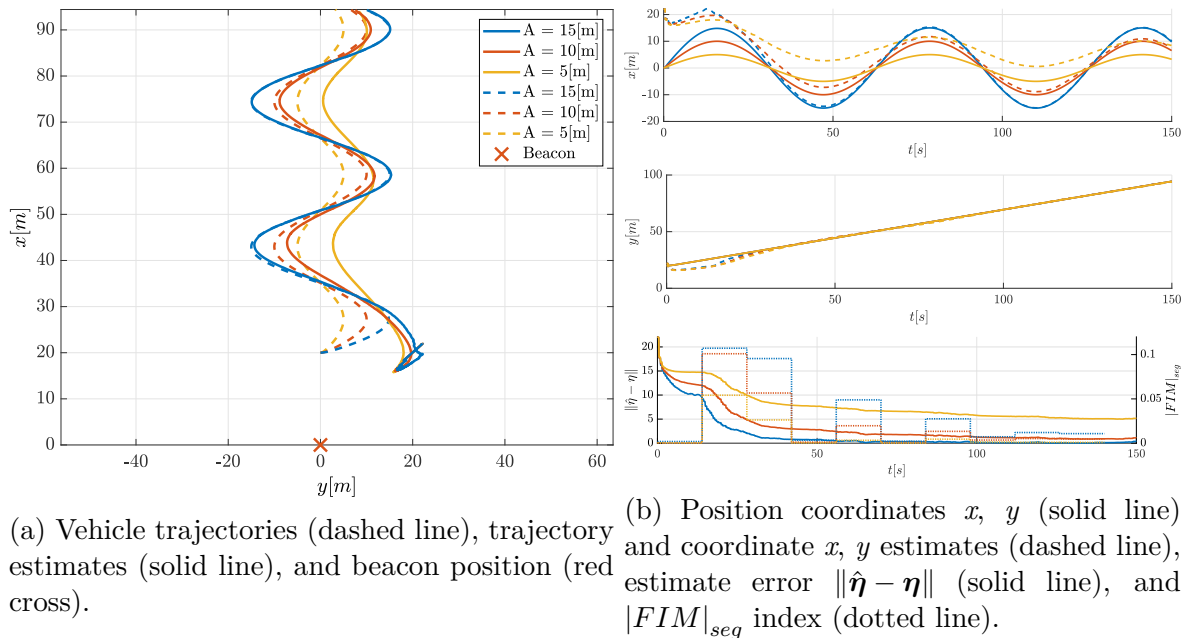 90
80
70
60
50
40
30
20
10
0
x[m]
-40
-20
0
20
40
60
y[m]
A = 15[m]
A = 10[m]
A = 5[m]
A = 15[m]
A = 10[m]
A = 5[m]
Beacon
(a) Vehicle trajectories (dashed line), trajectory
estimates (solid line), and beacon position (red
cross).
20
10
0
-10
-20
x[m]
0
50
100
150
t[s]
100
50
0
y[m]
0
50
100
150
t[s]
20
15
10
5
0
‖η̂ − η‖
0.1
0.05
0
|FIM|seg
50
100
150
t[s]
(b) Position coordinates x, y (solid line)
and coordinate x, y estimates (dashed line),
estimate error ‖η̂ − η‖ (solid line), and
|FIM|seg index (dotted line).